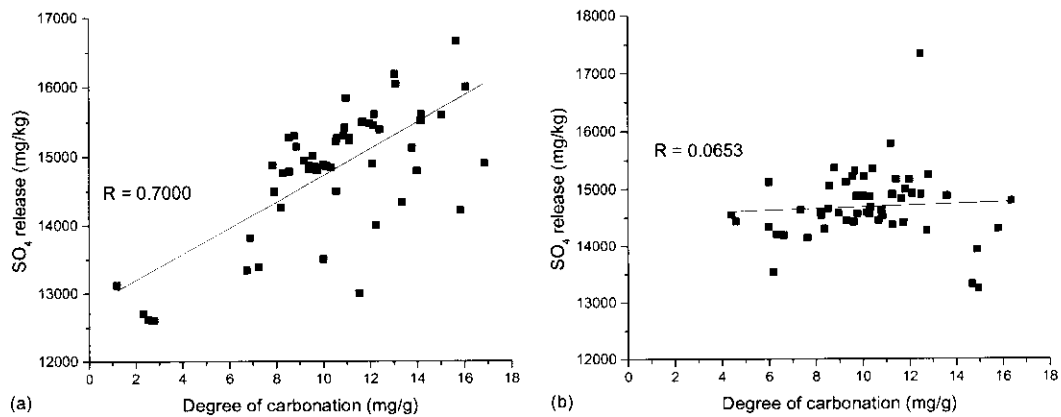 17000
16000
15000
14000
13000
12000
SO4 release (mg/kg)
R = 0.7000
0 2 4 6 8 10 12 14 16 18
(a) Degree of carbonation (mg/g)
18000
17000
16000
15000
14000
13000
12000
SO4 release (mg/kg)
R = 0.0653
0 2 4 6 8 10 12 14 16 18
(b) Degree of carbonation (mg/g)